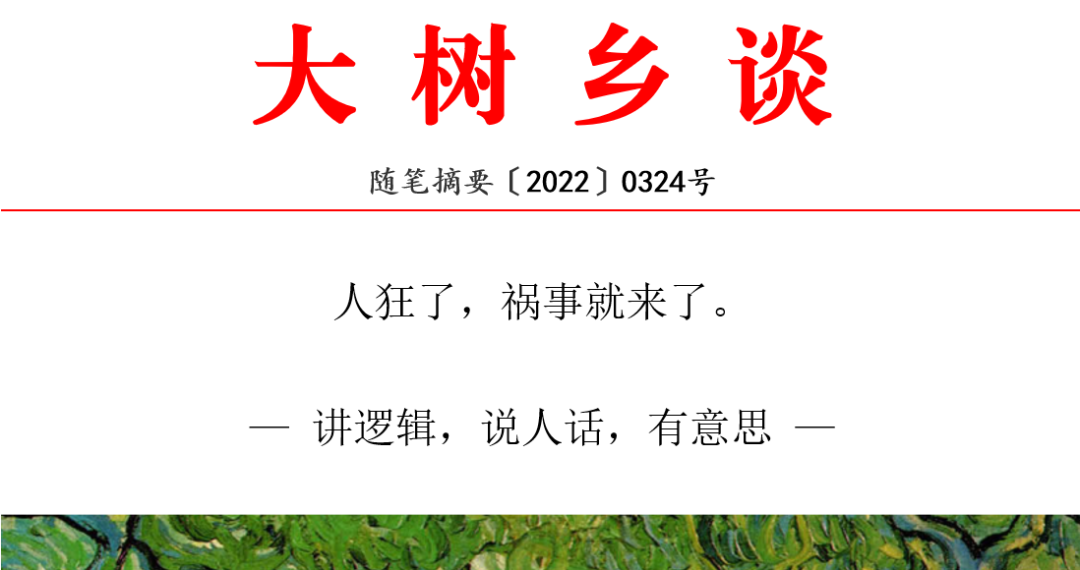 大树乡谈
随笔摘要〔2022〕0324号
人狂了，祸事就来了。
— 讲逻辑，说人话，有意思 —